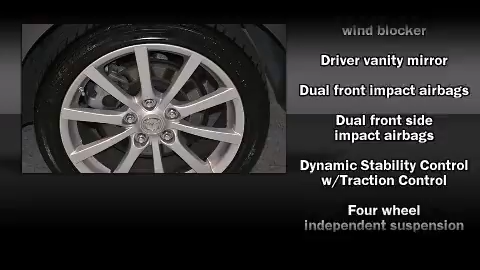 wind blocker
Driver vanity mirror
Dual front impact airbags
Dual front side
impact airbags
Dynamic Stability Control
w/Traction Control
Four wheel
independent suspension